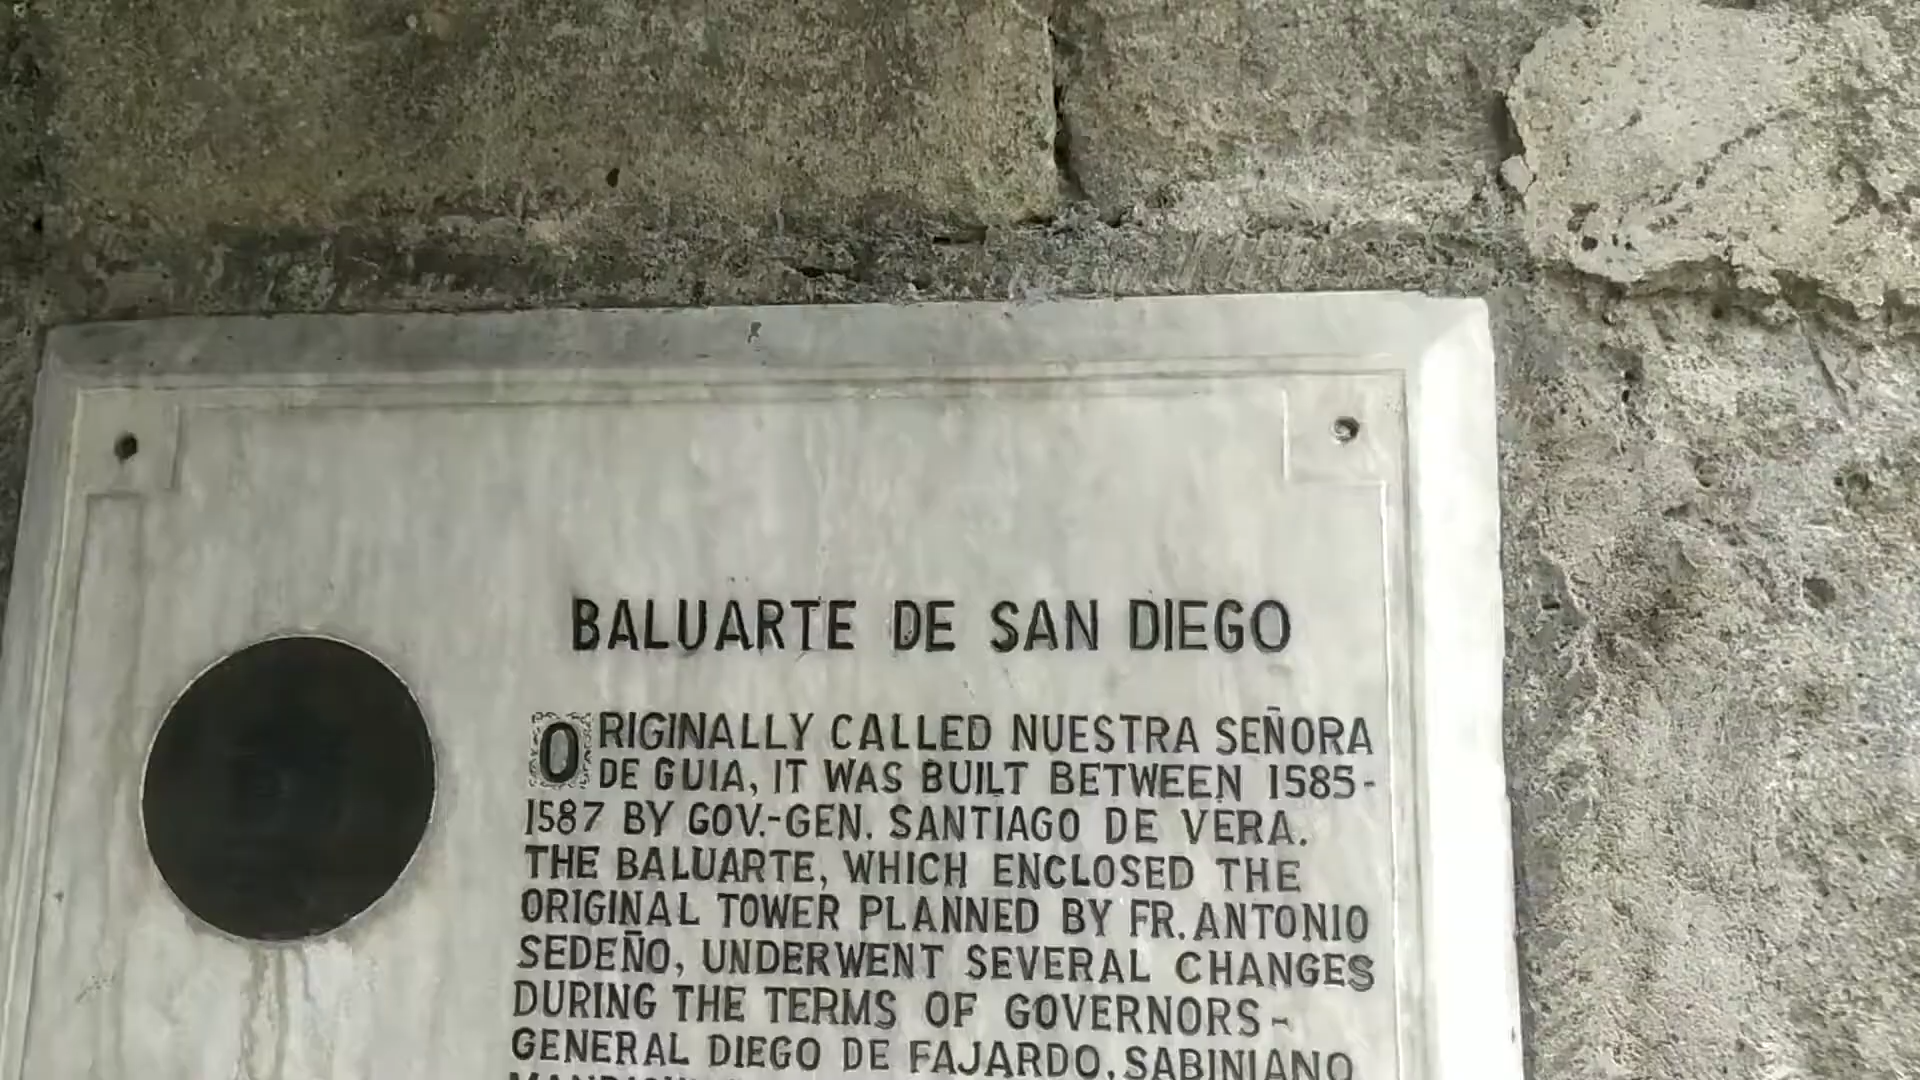 BALUARTE DE SAN DIEGO
ORIGINALLY CALLED NUESTRA SEÑORA
DE GUIA, IT WAS BUILT BETWEEN 1585-
1587 BY GOV.-GEN. SANTIAGO DE VERA.
THE BALUARTE, WHICH ENCLOSED THE
ORIGINAL TOWER PLANNED BY FR. ANTONIO
SEDEÑO, UNDERWENT SEVERAL CHANGES
DURING THE TERMS OF GOVERNORS-
GENERAL DIEGO DE FAJARDO, SABINIANO